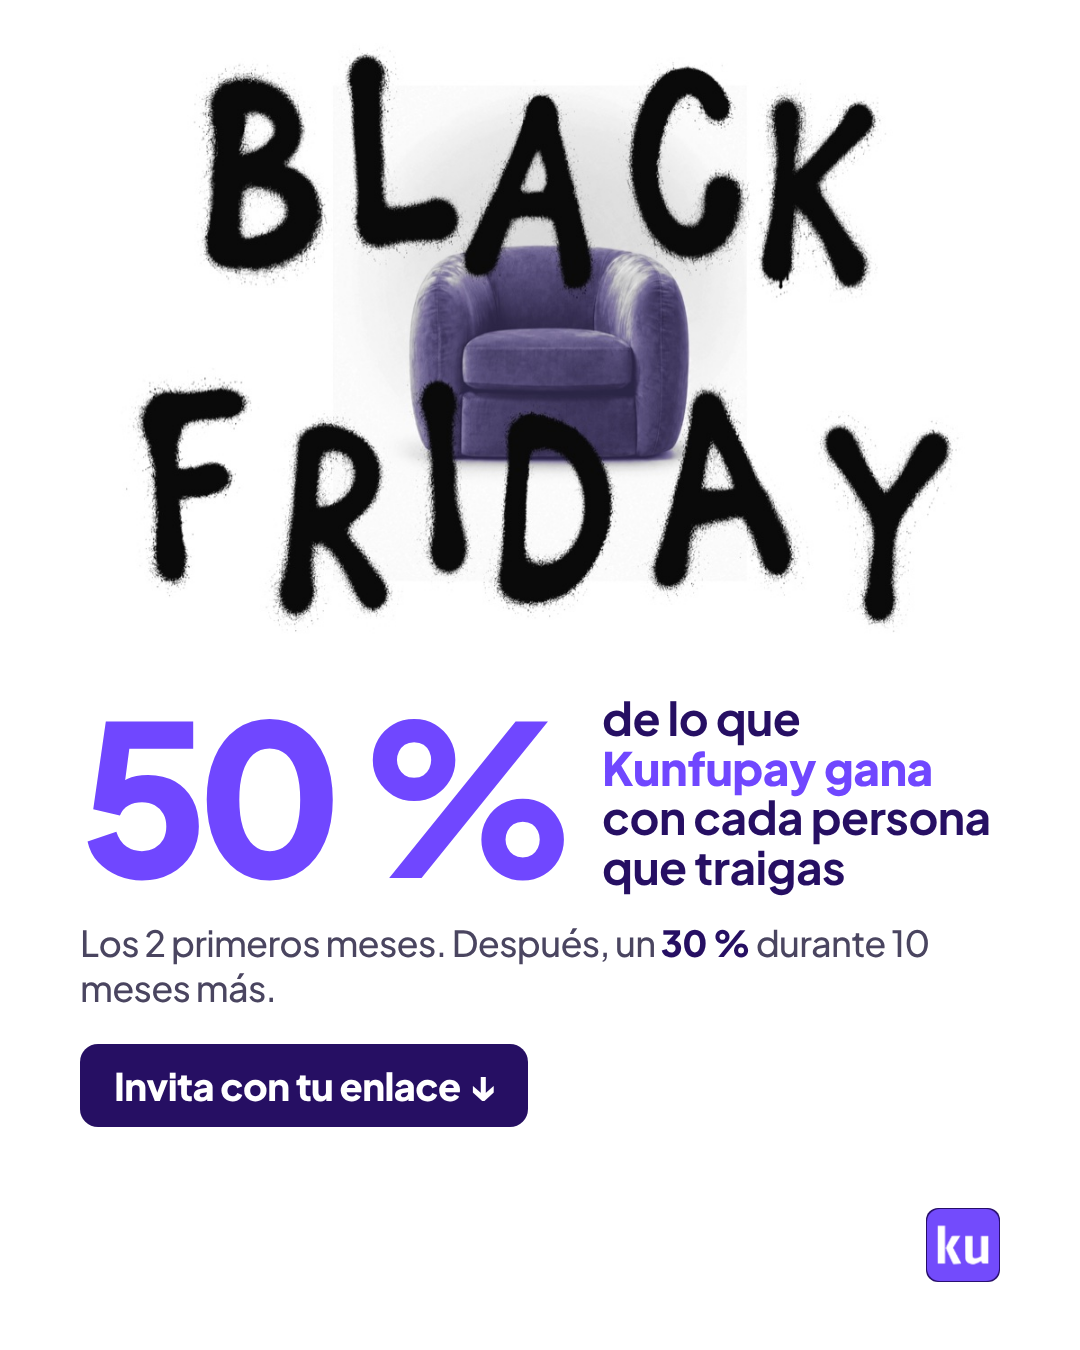 BLACK
FRIDAY
50 %
de lo que
Kunfupay gana
con cada persona
que traigas
Los 2 primeros meses. Después, un 30 % durante 10
meses más.
Invita con tu enlace ↓
ku